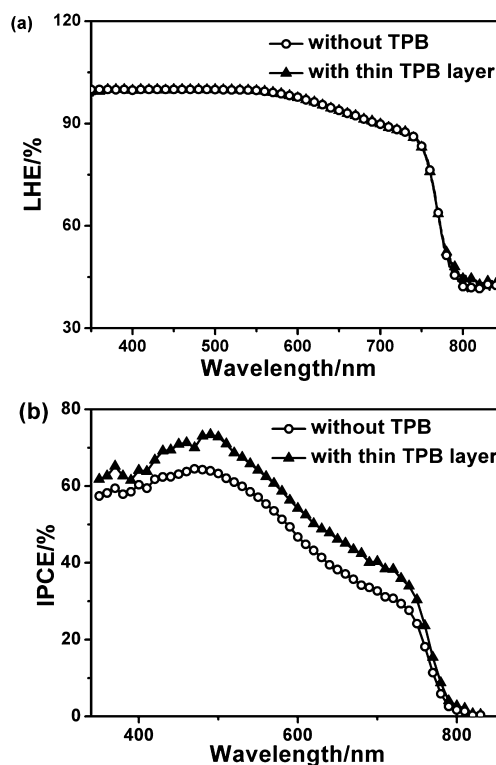 (a)
120
90
60
30
LHE/%
without TPB
with thin TPB layer
400 500 600 700 800
Wavelength/nm
(b)
80
60
40
20
0
IPCE/%
without TPB
with thin TPB layer
400 600 800
Wavelength/nm